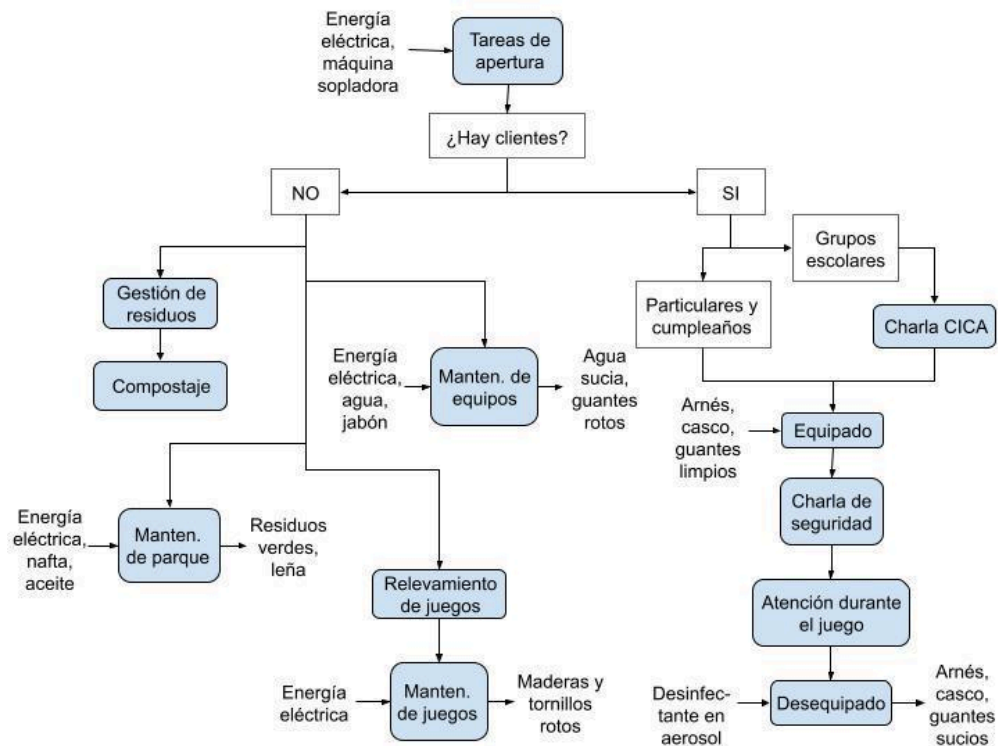 Energía
eléctrica,
máquina
sopladora
Tareas de
apertura
¿Hay clientes?
NO
SI
Grupos
escolares
Gestión de
residuos
Particulares y
cumpleaños
Charla CICA
Compostaje
Energía
eléctrica,
agua,
jabón
Manten. de
equipos
Agua
sucia,
guantes
rotos
Arnés,
casco,
guantes
limpios
Equipado
Charla de
seguridad
Energía
eléctrica,
nafta,
aceite
Manten.
de parque
Residuos
verdes,
leña
Relevamiento
de juegos
Atención durante
el juego
Energía
eléctrica
Manten.
de juegos
Maderas y
tornillos
rotos
Desinfec-
tante en
aerosol
Desequipado
Arnés,
casco,
guantes
sucios